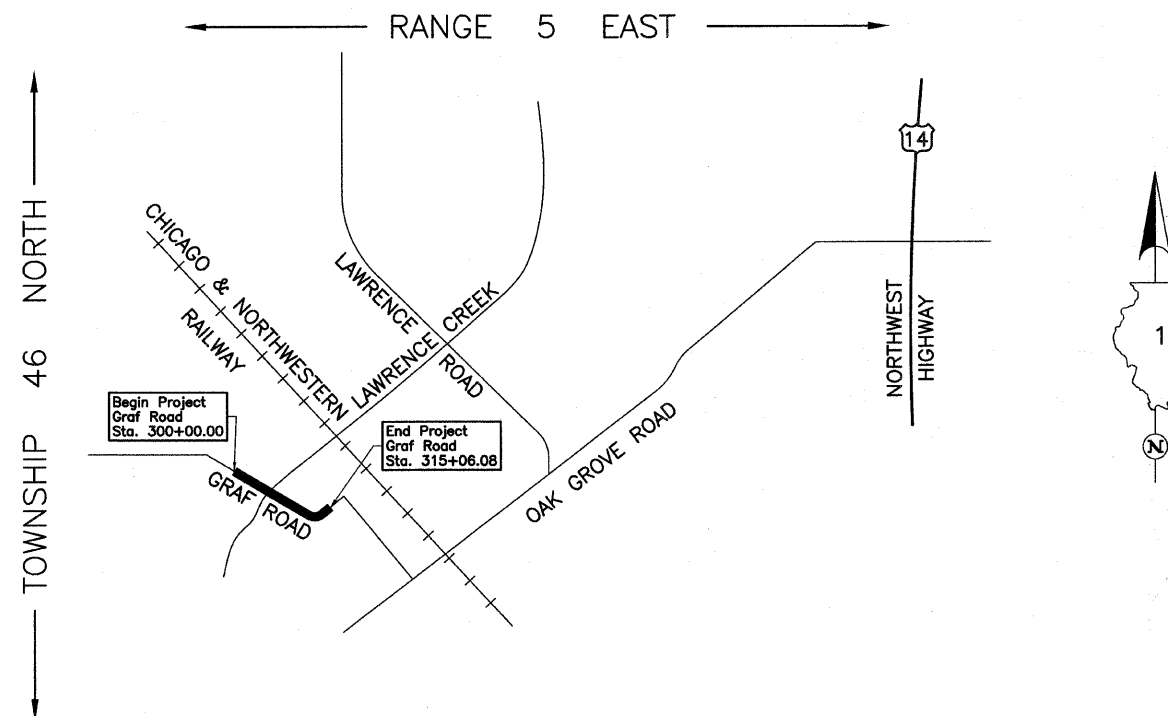 RANGE 5 EAST
TOWNSHIP 46 NORTH
14
CHICAGO & NORTHWESTERN
RAILWAY
LAWRENCE
ROAD
LAWRENCE CREEK
NORTHWEST
HIGHWAY
1
Begin Project
Graf Road
Sta. 300+00.00
End Project
Graf Road
Sta. 315+06.08
GRAF ROAD
OAK GROVE ROAD
N